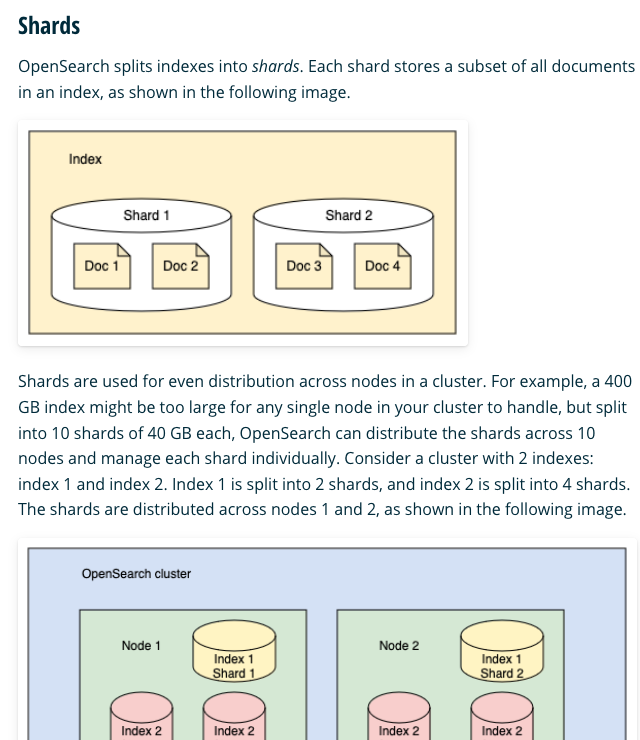 Shards
OpenSearch splits indexes into shards. Each shard stores a subset of all documents
in an index, as shown in the following image.
Index
Shard 1
Shard 2
Doc 1
Doc 2
Doc 3
Doc 4
Shards are used for even distribution across nodes in a cluster. For example, a 400
GB index might be too large for any single node in your cluster to handle, but split
into 10 shards of 40 GB each, OpenSearch can distribute the shards across 10
nodes and manage each shard individually. Consider a cluster with 2 indexes:
index 1 and index 2. Index 1 is split into 2 shards, and index 2 is split into 4 shards.
The shards are distributed across nodes 1 and 2, as shown in the following image.
OpenSearch cluster
Node 1
Index 1
Shard 1
Index 2
Index 2
Node 2
Index 1
Shard 2
Index 2
Index 2